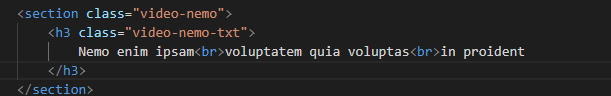 <section class="video-nemo">
<h3 class="video-nemo-txt">
Nemo enim ipsam<br>voluptatem quia voluptas<br>in proident
</h3>
</section>